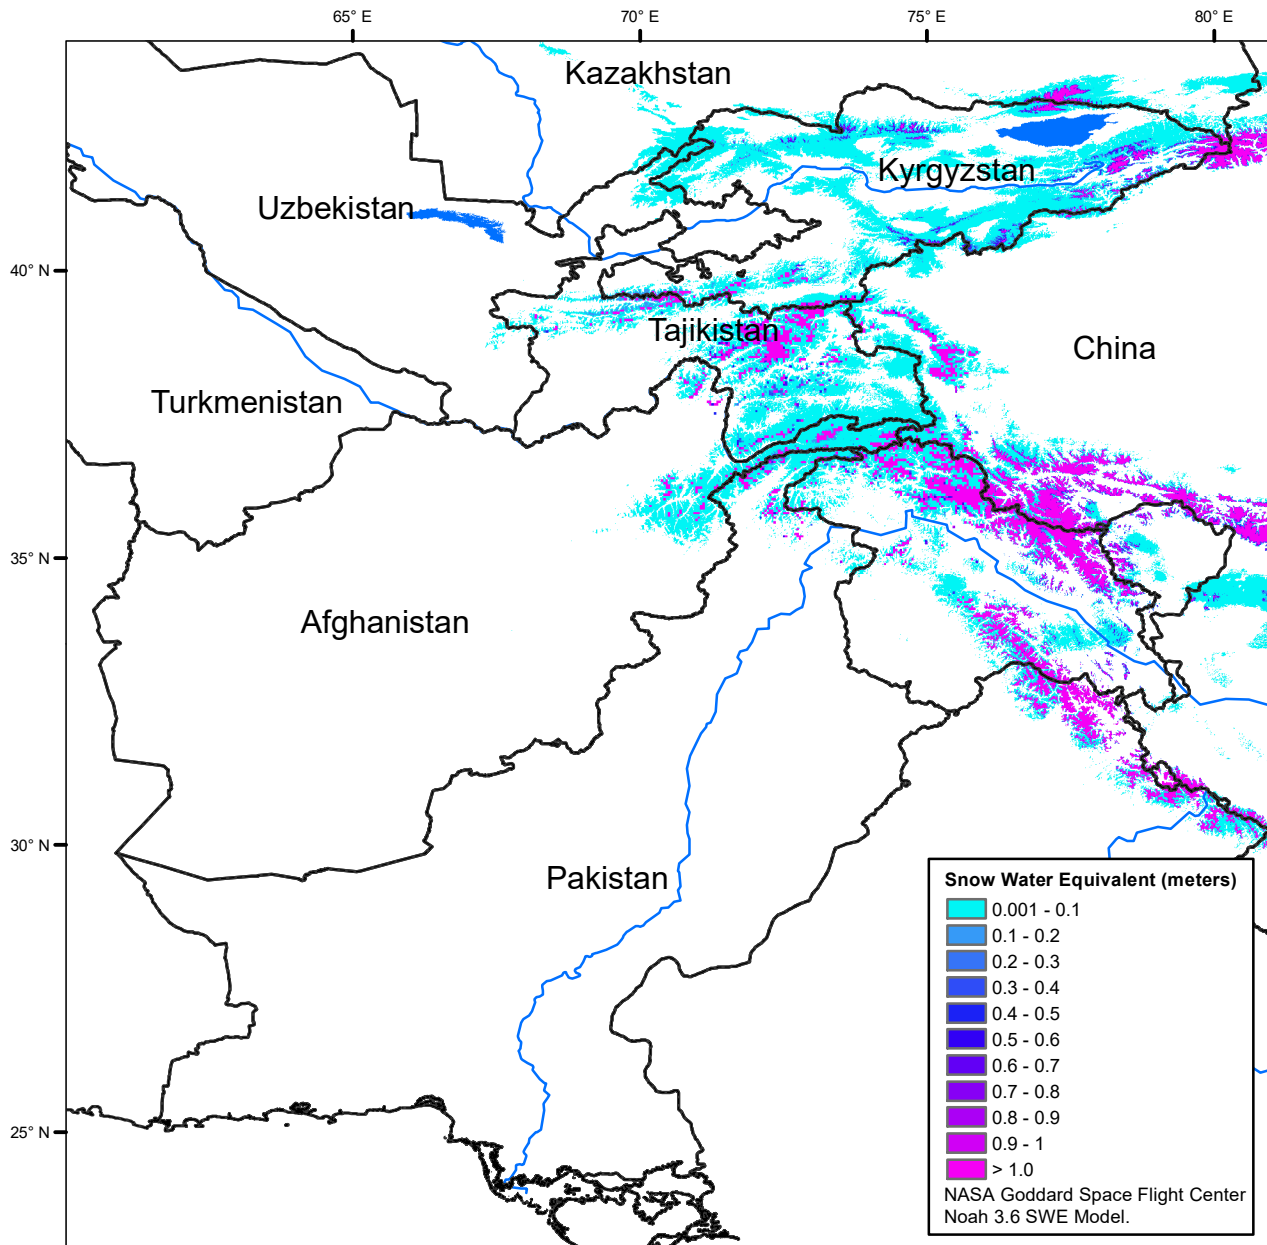 65° E
70° E
75° E
80° E
Kazakhstan
Kyrgyzstan
Uzbekistan
40° N
Tajikistan
China
Turkmenistan
35° N
Afghanistan
30° N
Pakistan
25° N
Snow Water Equivalent (meters)
0.001 - 0.1
0.1 - 0.2
0.2 - 0.3
0.3 - 0.4
0.4 - 0.5
0.5 - 0.6
0.6 - 0.7
0.7 - 0.8
0.8 - 0.9
0.9 - 1
> 1.0
NASA Goddard Space Flight Center
Noah 3.6 SWE Model.